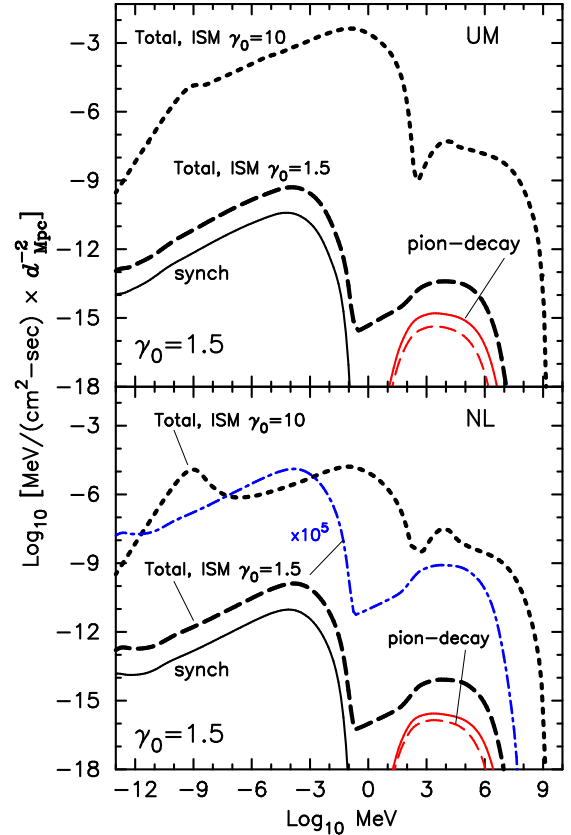 Total, ISM γ₀=10
UM
Total, ISM γ₀=1.5
pion-decay
synch
γ₀=1.5
-3
-6
-9
-12
-15
-18
Log₁₀ [MeV/(cm²-sec) × d⁻²Mpc]
Total, ISM γ₀=10
NL
×10⁵
Total, ISM γ₀=1.5
pion-decay
synch
γ₀=1.5
-3
-6
-9
-12
-15
-18
-12 -9 -6 -3 0 3 6 9
Log₁₀ MeV